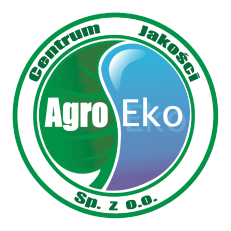 Centrum Jakości
Agro Eko
Sp. z o.o.